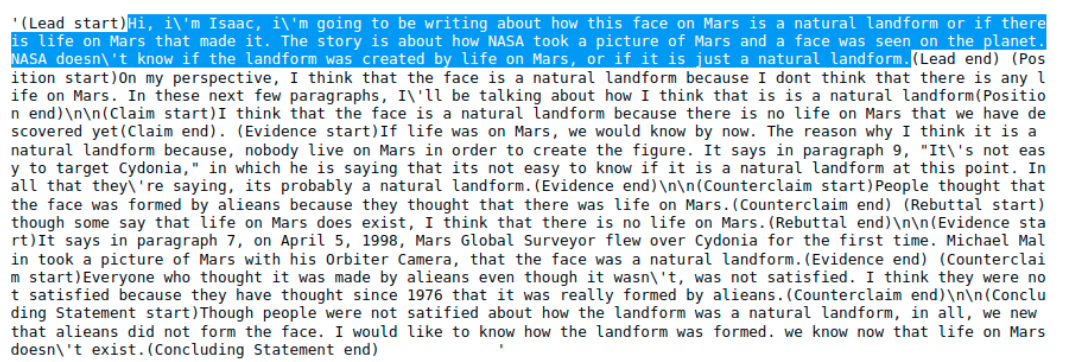 '(Lead start)Hi, i\'m Isaac, i\'m going to be writing about how this face on Mars is a natural landform or if there
is life on Mars that made it. The story is about how NASA took a picture of Mars and a face was seen on the planet.
NASA doesn\'t know if the landform was created by life on Mars, or if it is just a natural landform.(Lead end) (Pos
ition start)On my perspective, I think that the face is a natural landform because I dont think that there is any l
ife on Mars. In these next few paragraphs, I\'ll be talking about how I think that is is a natural landform(Positio
n end)\n\n(Claim start)I think that the face is a natural landform because there is no life on Mars that we have de
scovered yet(Claim end). (Evidence start)If life was on Mars, we would know by now. The reason why I think it is a
natural landform because, nobody live on Mars in order to create the figure. It says in paragraph 9, "It\'s not eas
y to target Cydonia," in which he is saying that its not easy to know if it is a natural landform at this point. In
all that they\'re saying, its probably a natural landform.(Evidence end)\n\n(Counterclaim start)People thought that
the face was formed by alieans because they thought that there was life on Mars.(Counterclaim end) (Rebuttal start)
though some say that life on Mars does exist, I think that there is no life on Mars.(Rebuttal end)\n\n(Evidence sta
rt)It says in paragraph 7, on April 5, 1998, Mars Global Surveyor flew over Cydonia for the first time. Michael Mal
in took a picture of Mars with his Orbiter Camera, that the face was a natural landform.(Evidence end) (Counterclai
m start)Everyone who thought it was made by alieans even though it wasn\'t, was not satisfied. I think they were no
t satisfied because they have thought since 1976 that it was really formed by alieans.(Counterclaim end)\n\n(Conclu
ding Statement start)Though people were not satified about how the landform was a natural landform, in all, we new
that alieans did not form the face. I would like to know how the landform was formed. we know now that life on Mars
doesn\'t exist.(Concluding Statement end) '